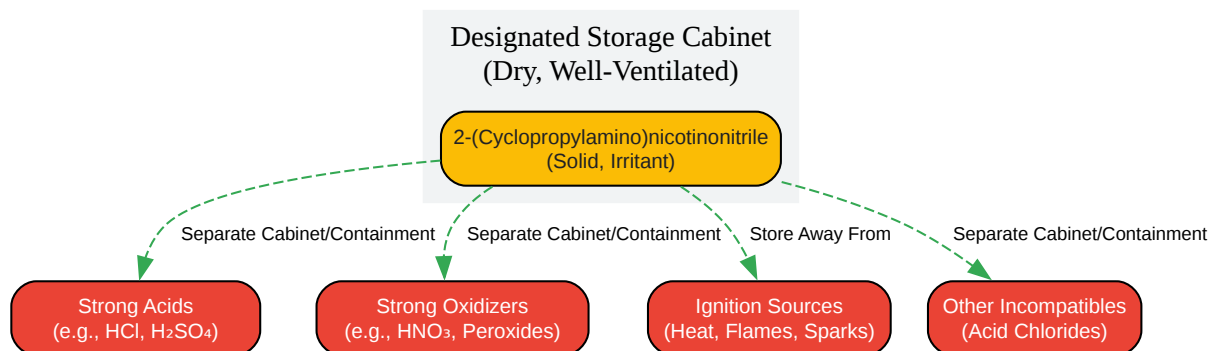 Designated Storage Cabinet
(Dry, Well-Ventilated)
2-(Cyclopropylamino)nicotinonitrile
(Solid, Irritant)
Separate Cabinet/Containment
Separate Cabinet/Containment
Store Away From
Separate Cabinet/Containment
Strong Acids
(e.g., HCl, H₂SO₄)
Strong Oxidizers
(e.g., HNO₃, Peroxides)
Ignition Sources
(Heat, Flames, Sparks)
Other Incompatibles
(Acid Chlorides)